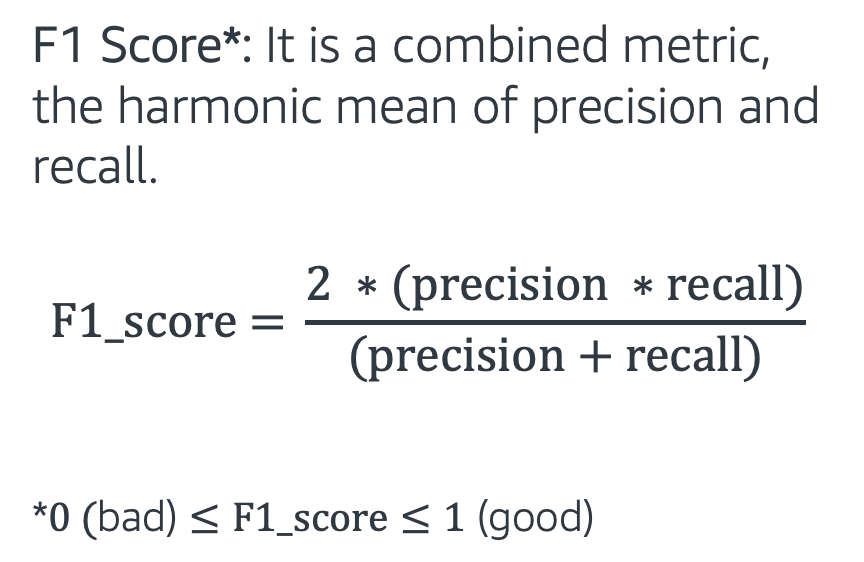 F1 Score*: It is a combined metric,
the harmonic mean of precision and
recall.
F1_score = 2 * (precision * recall)
(precision + recall)
*0 (bad) ≤ F1_score ≤ 1 (good)